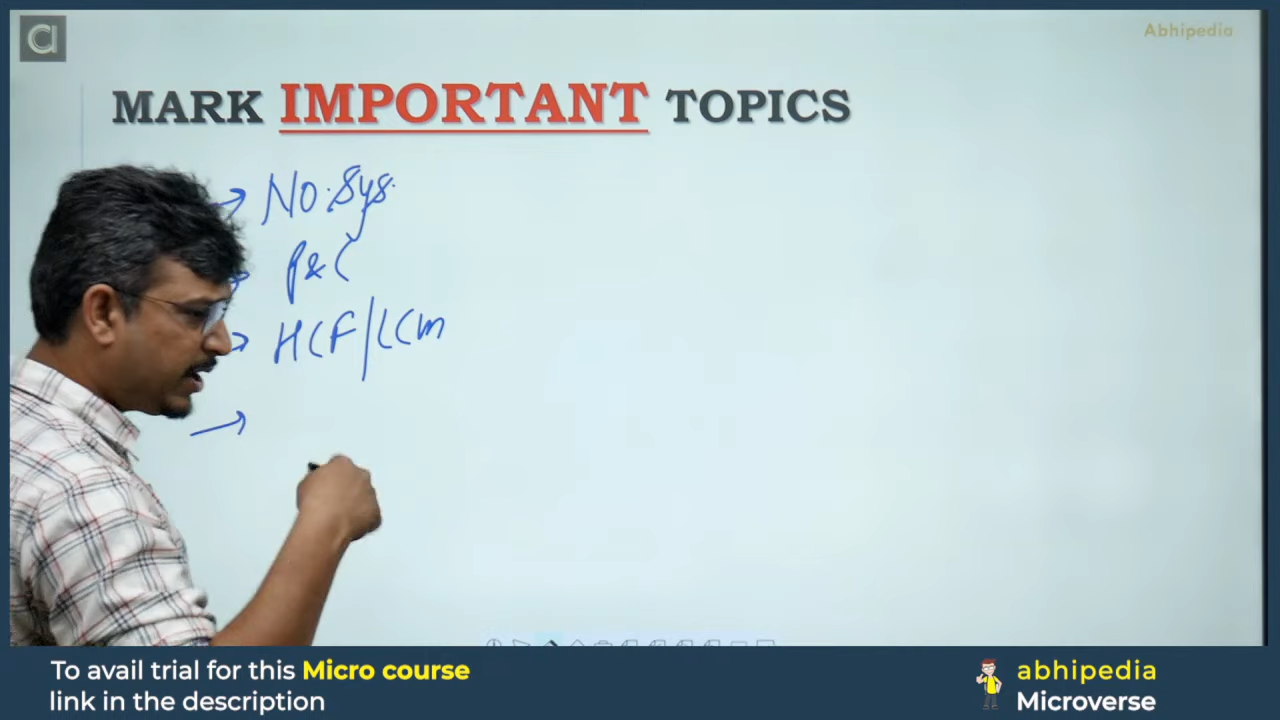 Abhipedia
MARK IMPORTANT TOPICS
→ No. Sys.
→ P&C
→ HCF/LCM
→
To avail trial for this Micro course
link in the description
abhipedia
Microverse